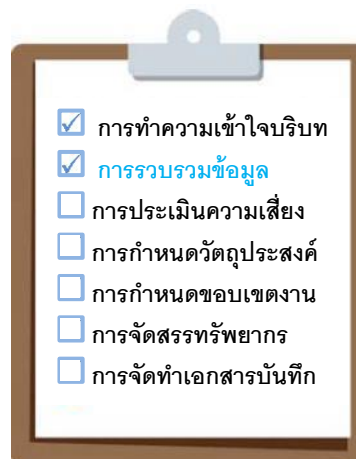 การทำความเข้าใจบริบท
การรวบรวมข้อมูล
การประเมินความเสี่ยง
การกำหนดวัตถุประสงค์
การกำหนดขอบเขตงาน
การจัดสรรทรัพยากร
การจัดทำเอกสารบันทึก